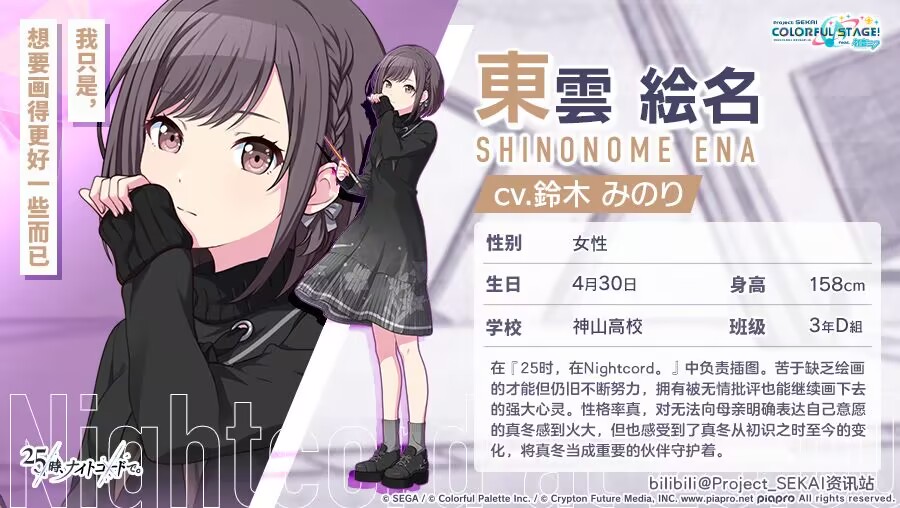 我只是，
想要画得更好一些而已
Project SEKAI
COLORFUL STAGE!
feat. 初音ミク
東雲 絵名
SHINONOME ENA
cv.鈴木 みのり
性别 女性
生日 4月30日 身高 158cm
学校 神山高校 班级 3年D組
在『25时，在Nightcord。』中负责插图。苦于缺乏绘画
的才能但仍旧不断努力，拥有被无情批评也能继续画下去
的强大心灵。性格率真，对无法向母亲明确表达自己意愿
的真冬感到火大，但也感受到了真冬从初识之时至今的变
化，将真冬当成重要的伙伴守护着。
25時、ナイトコードで。
bilibili@Project_SEKAI资讯站
© SEGA / © Colorful Palette Inc. / © Crypton Future Media, INC. www.piapro.net piapro All rights reserved.